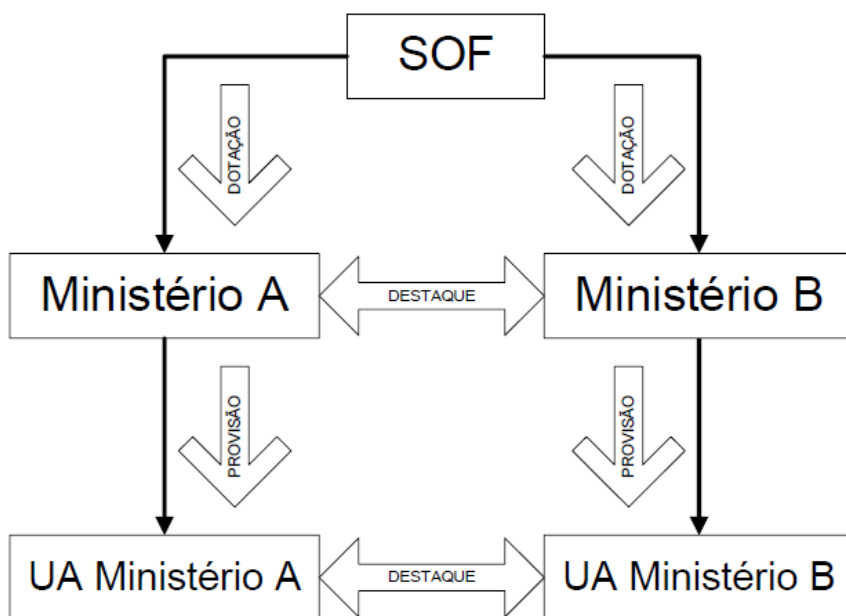 SOF
DOTAÇÃO
DOTAÇÃO
Ministério A
DESTAQUE
Ministério B
PROVISÃO
PROVISÃO
UA Ministério A
DESTAQUE
UA Ministério B